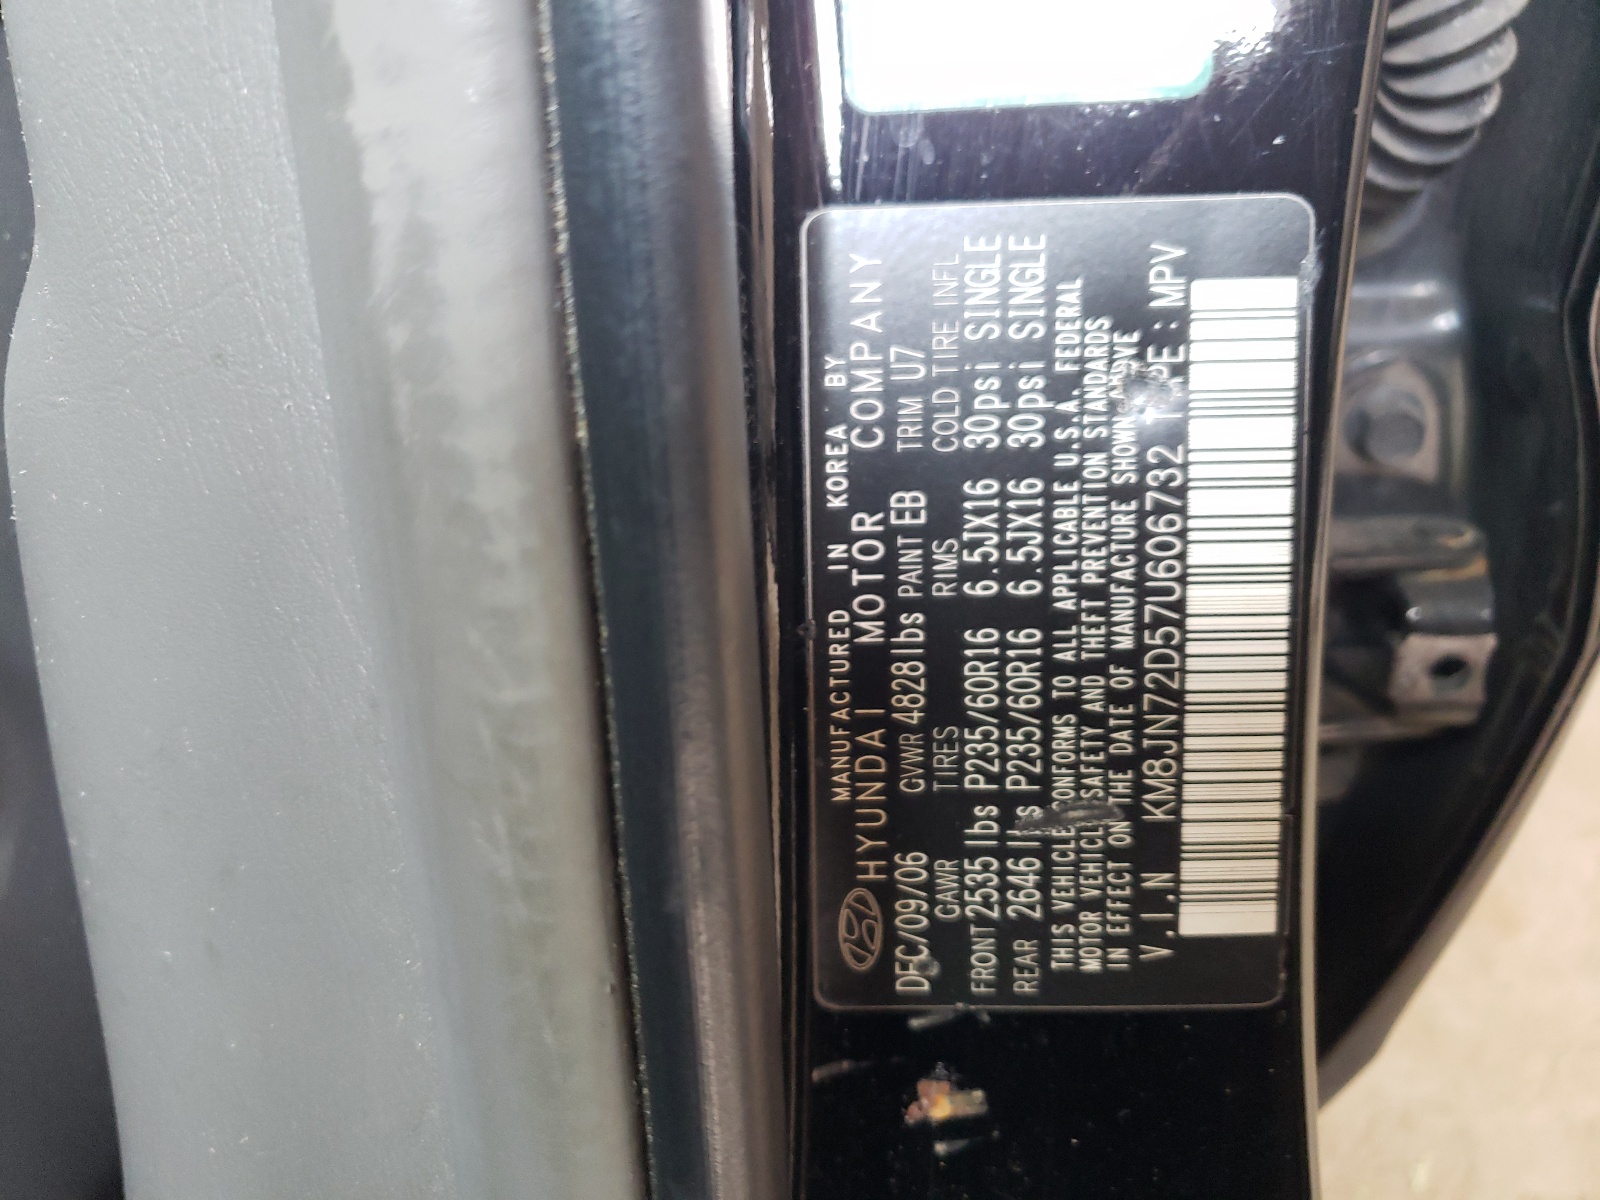 MANUFACTURED IN KOREA BY
HYUNDAI MOTOR COMPANY
DEC/09/06 GVWR 4828lbs PAINT EB TRIM U7
GAWR TIRES RIMS COLD TIRE INFL
FRONT 2535lbs P235/60R16 6.5JX16 30psi SINGLE
REAR 2646lbs P235/60R16 6.5JX16 30psi SINGLE
THIS VEHICLE CONFORMS TO ALL APPLICABLE U.S.A. FEDERAL
MOTOR VEHICLE SAFETY AND THEFT PREVENTION STANDARDS
IN EFFECT ON THE DATE OF MANUFACTURE SHOWN ABOVE
V.I.N KM8JN72D57U606732 TYPE : MPV